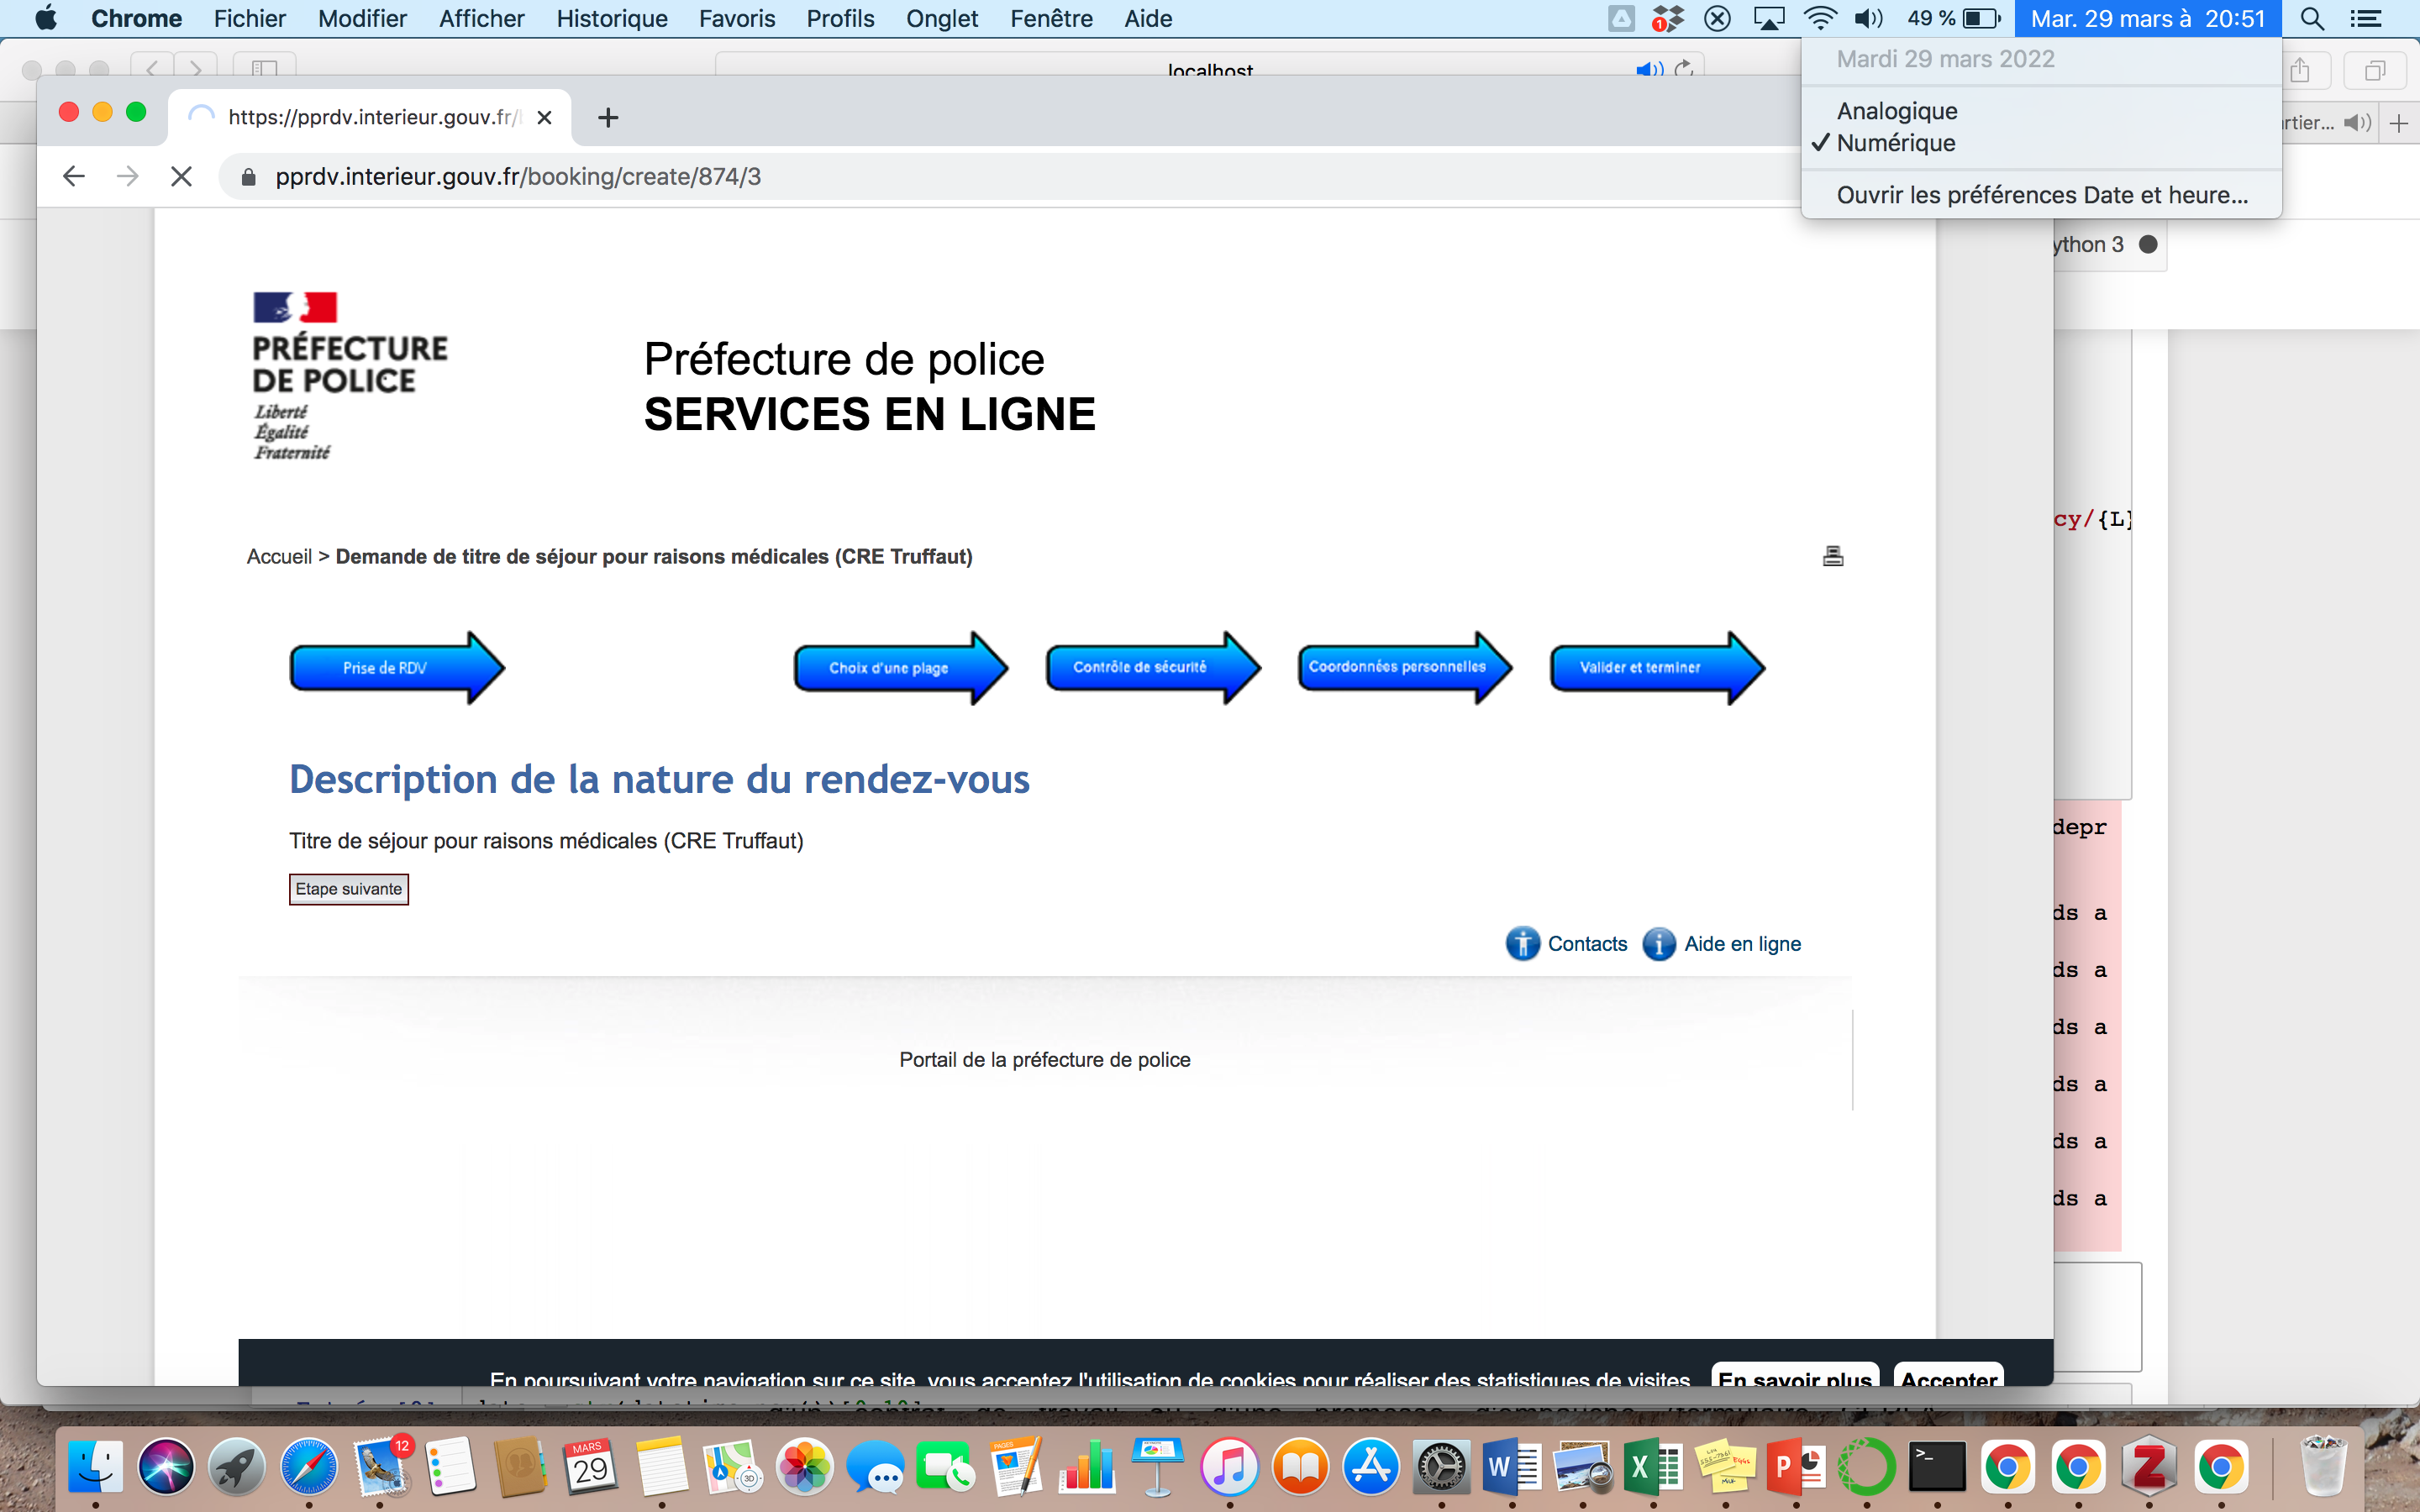 Chrome Fichier Modifier Afficher Historique Favoris Profils Onglet Fenêtre Aide
1
49 %
Mar. 29 mars à 20:51
Mardi 29 mars 2022
Analogique
✓ Numérique
Ouvrir les préférences Date et heure...
localhost
https://pprdv.interieur.gouv.fr/
rtier...
pprdv.interieur.gouv.fr/booking/create/874/3
ython 3
PRÉFECTURE
DE POLICE
Liberté
Égalité
Fraternité
Préfecture de police
SERVICES EN LIGNE
cy/{L}
Accueil > Demande de titre de séjour pour raisons médicales (CRE Truffaut)
Prise de RDV
Choix d'une plage
Contrôle de sécurité
Coordonnées personnelles
Valider et terminer
Description de la nature du rendez-vous
Titre de séjour pour raisons médicales (CRE Truffaut)
Etape suivante
depr
ds a
ds a
ds a
ds a
ds a
ds a
Contacts
Aide en ligne
Portail de la préfecture de police
En poursuivant votre navigation sur ce site, vous acceptez l'utilisation de cookies pour réaliser des statistiques de visites
En savoir plus
Accepter
12
MARS
29
3D
PAGES
W
X
P
>_
Z